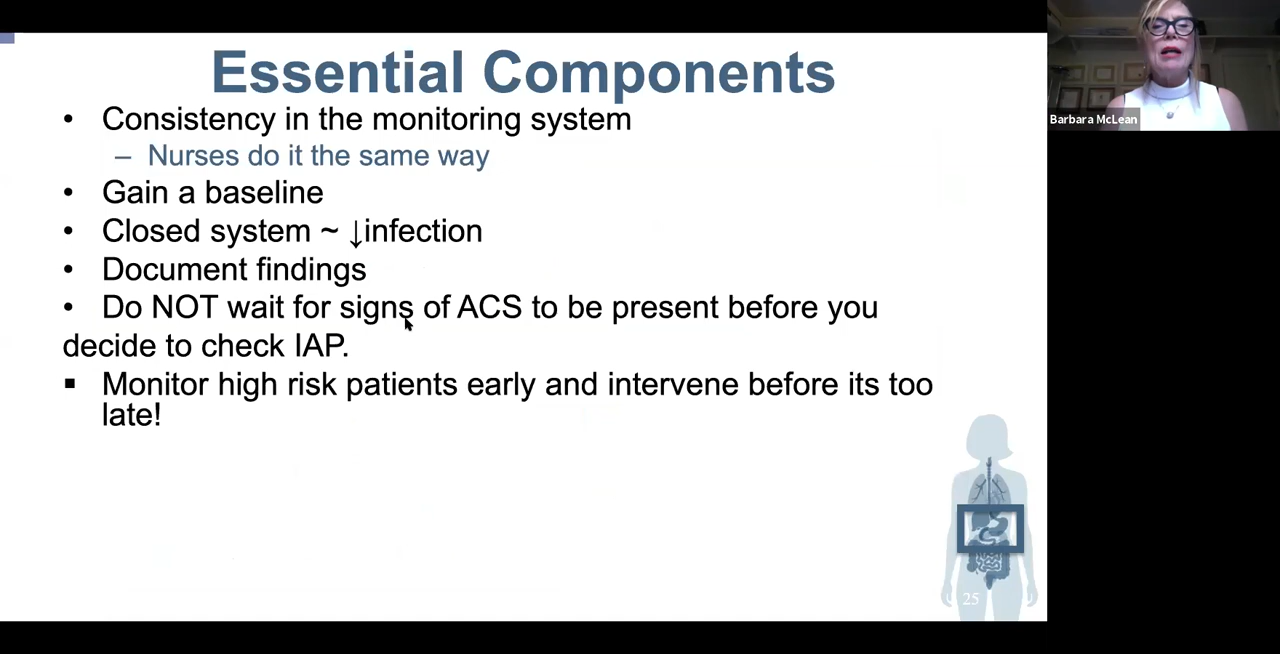 Essential Components
• Consistency in the monitoring system
– Nurses do it the same way
• Gain a baseline
• Closed system ~ ↓infection
• Document findings
• Do NOT wait for signs of ACS to be present before you
decide to check IAP.
▪ Monitor high risk patients early and intervene before its too
late!
25
Barbara McLean